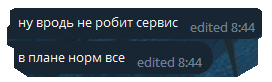 ну вродь не робит сервис edited 8:44
в плане норм все edited 8:44